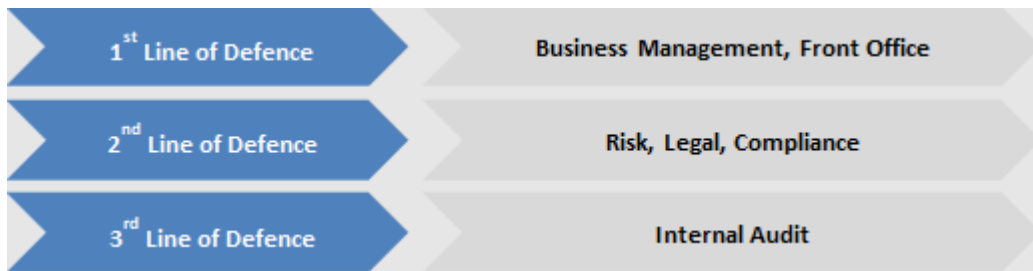 1st Line of Defence
Business Management, Front Office
2nd Line of Defence
Risk, Legal, Compliance
3rd Line of Defence
Internal Audit